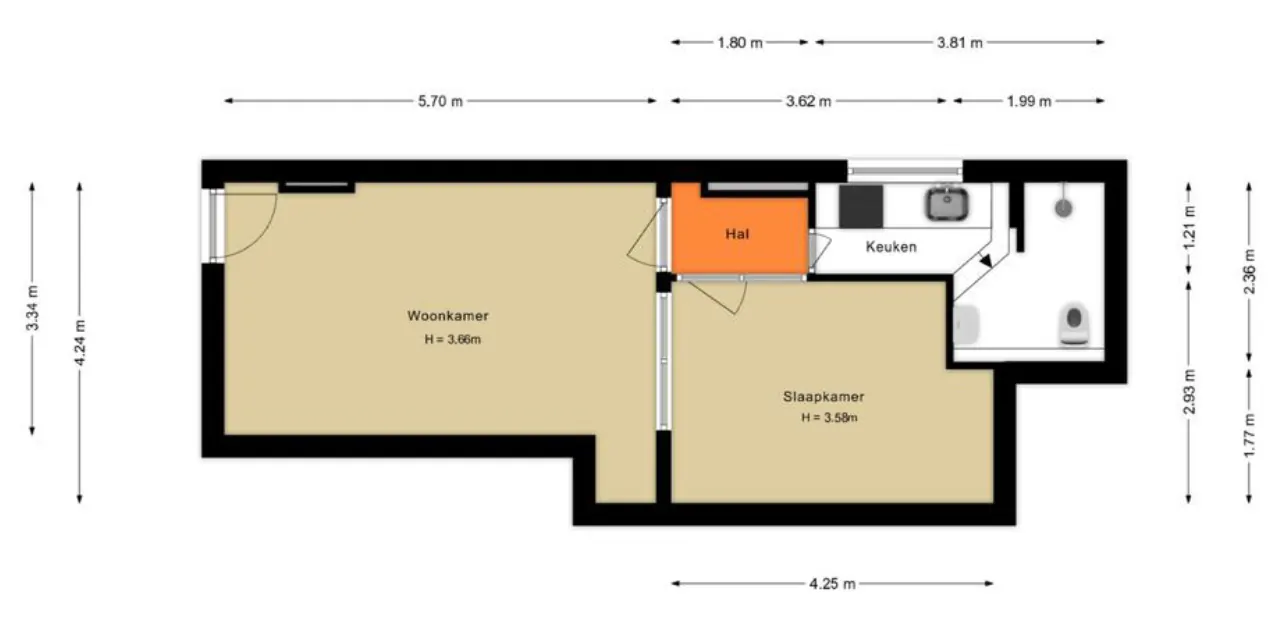 1.80 m
3.81 m
5.70 m
3.62 m
1.99 m
Hal
Keuken
1.21 m
2.36 m
Woonkamer
H = 3.66m
3.34 m
4.24 m
Slaapkamer
H = 3.58m
2.93 m
1.77 m
4.25 m